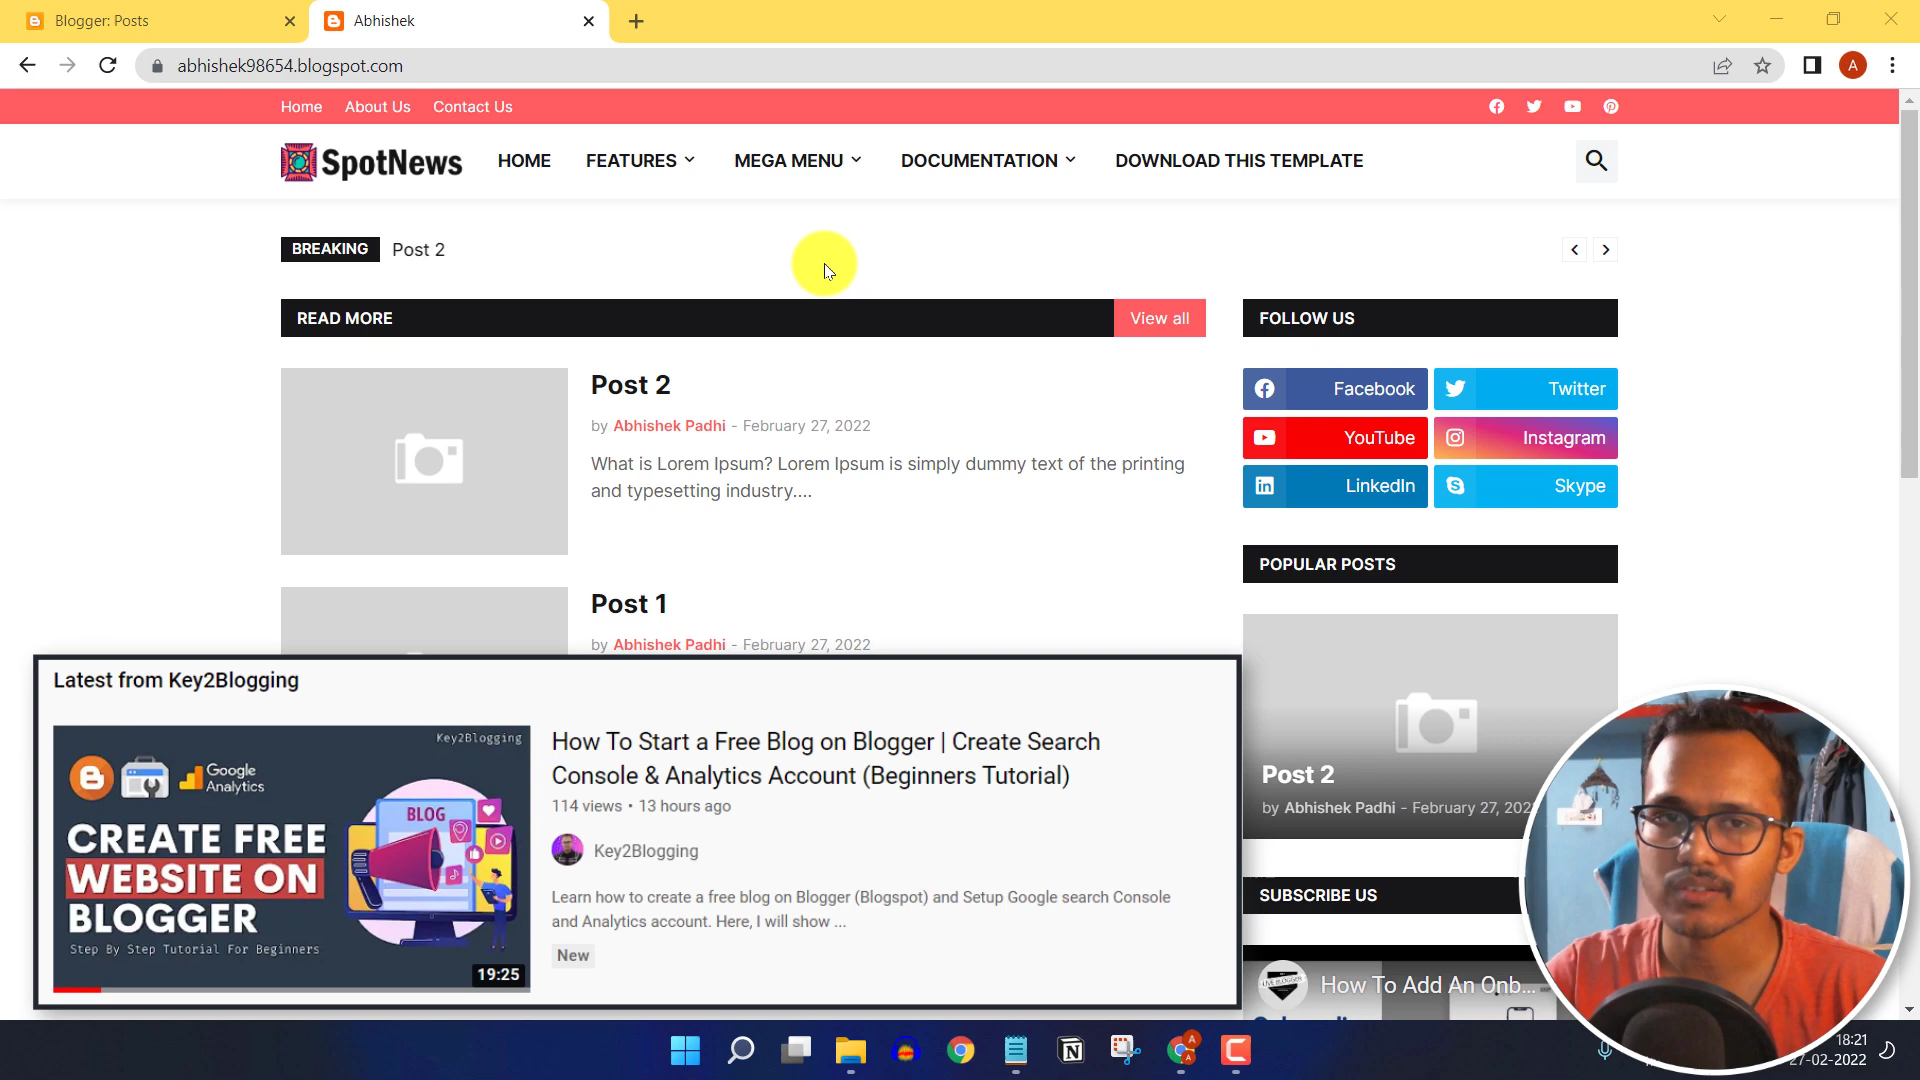 Blogger: Posts
Abhishek
abhishek98654.blogspot.com
A
Home About Us Contact Us
SpotNews
HOME FEATURES MEGA MENU DOCUMENTATION DOWNLOAD THIS TEMPLATE
BREAKING Post 2
READ MORE View all
Post 2
by Abhishek Padhi - February 27, 2022
What is Lorem Ipsum? Lorem Ipsum is simply dummy text of the printing
and typesetting industry....
Post 1
by Abhishek Padhi - February 27, 2022
FOLLOW US
Facebook Twitter
YouTube Instagram
LinkedIn Skype
POPULAR POSTS
Post 2
by Abhishek Padhi - February 27, 202
SUBSCRIBE US
How To Add An Onb...
Latest from Key2Blogging
Key2Blogging
Google
Analytics
BLOG
CREATE FREE
WEBSITE ON
BLOGGER
Step By Step Tutorial For Beginners
19:25
How To Start a Free Blog on Blogger | Create Search
Console & Analytics Account (Beginners Tutorial)
114 views • 13 hours ago
Key2Blogging
Learn how to create a free blog on Blogger (Blogspot) and Setup Google search Console
and Analytics account. Here, I will show ...
New
18:21
27-02-2022